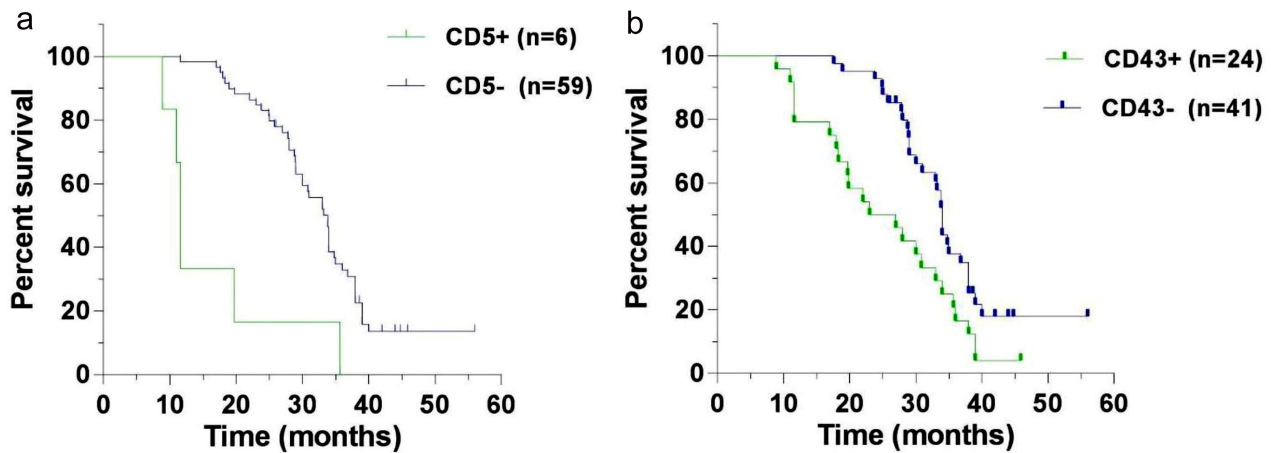 a
CD5+ (n=6)
CD5- (n=59)
Percent survival
100
80
60
40
20
0
0 10 20 30 40 50 60
Time (months)
b
CD43+ (n=24)
CD43- (n=41)
Percent survival
100
80
60
40
20
0
0 10 20 30 40 50 60
Time (months)